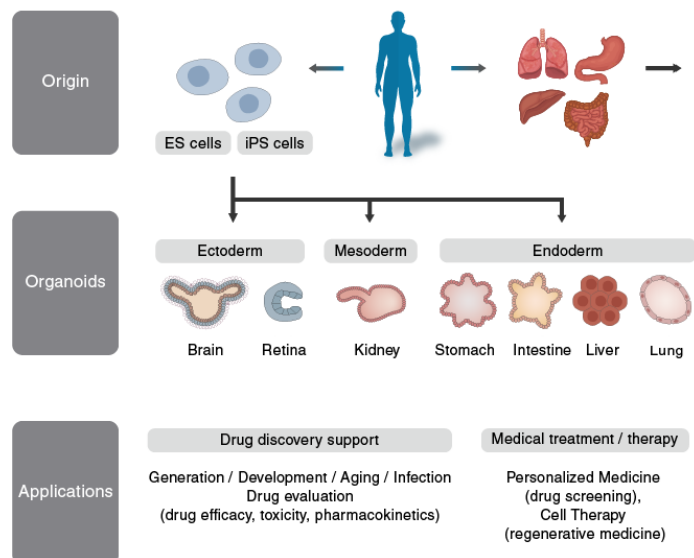 Origin
ES cells
iPS cells
Organoids
Ectoderm
Mesoderm
Endoderm
Brain
Retina
Kidney
Stomach
Intestine
Liver
Lung
Applications
Drug discovery support
Generation / Development / Aging / Infection
Drug evaluation
(drug efficacy, toxicity, pharmacokinetics)
Medical treatment / therapy
Personalized Medicine
(drug screening),
Cell Therapy
(regenerative medicine)